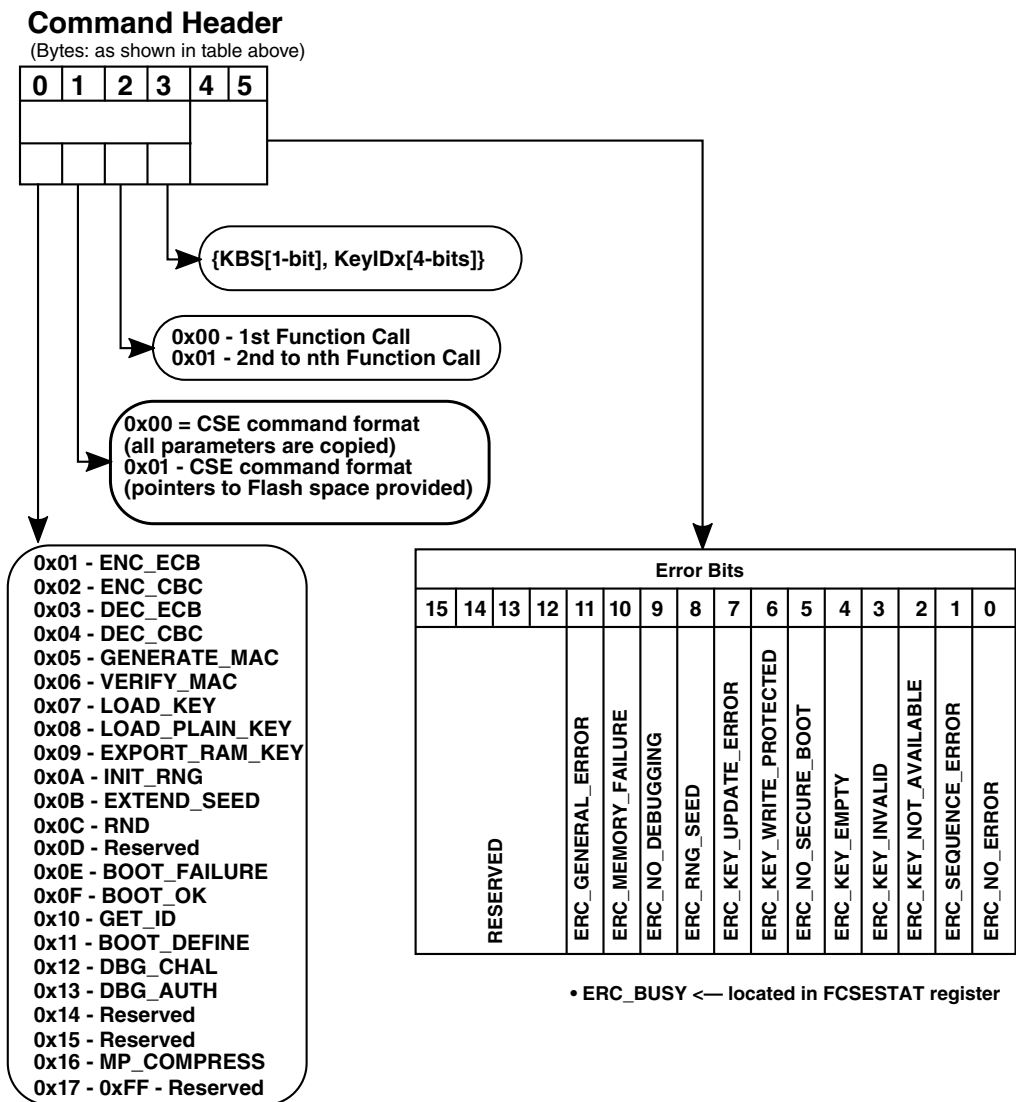 Command Header
(Bytes: as shown in table above)
0 1 2 3 4 5
{KBS[1-bit], KeyIDx[4-bits]}
0x00 - 1st Function Call
0x01 - 2nd to nth Function Call
0x00 = CSE command format
(all parameters are copied)
0x01 - CSE command format
(pointers to Flash space provided)
0x01 - ENC_ECB
0x02 - ENC_CBC
0x03 - DEC_ECB
0x04 - DEC_CBC
0x05 - GENERATE_MAC
0x06 - VERIFY_MAC
0x07 - LOAD_KEY
0x08 - LOAD_PLAIN_KEY
0x09 - EXPORT_RAM_KEY
0x0A - INIT_RNG
0x0B - EXTEND_SEED
0x0C - RND
0x0D - Reserved
0x0E - BOOT_FAILURE
0x0F - BOOT_OK
0x10 - GET_ID
0x11 - BOOT_DEFINE
0x12 - DBG_CHAL
0x13 - DBG_AUTH
0x14 - Reserved
0x15 - Reserved
0x16 - MP_COMPRESS
0x17 - 0xFF - Reserved
Error Bits
15 14 13 12 11 10 9 8 7 6 5 4 3 2 1 0
RESERVED
ERC_GENERAL_ERROR
ERC_MEMORY_FAILURE
ERC_NO_DEBUGGING
ERC_RNG_SEED
ERC_KEY_UPDATE_ERROR
ERC_KEY_WRITE_PROTECTED
ERC_NO_SECURE_BOOT
ERC_KEY_EMPTY
ERC_KEY_INVALID
ERC_KEY_NOT_AVAILABLE
ERC_SEQUENCE_ERROR
ERC_NO_ERROR
• ERC_BUSY <— located in FCSESTAT register